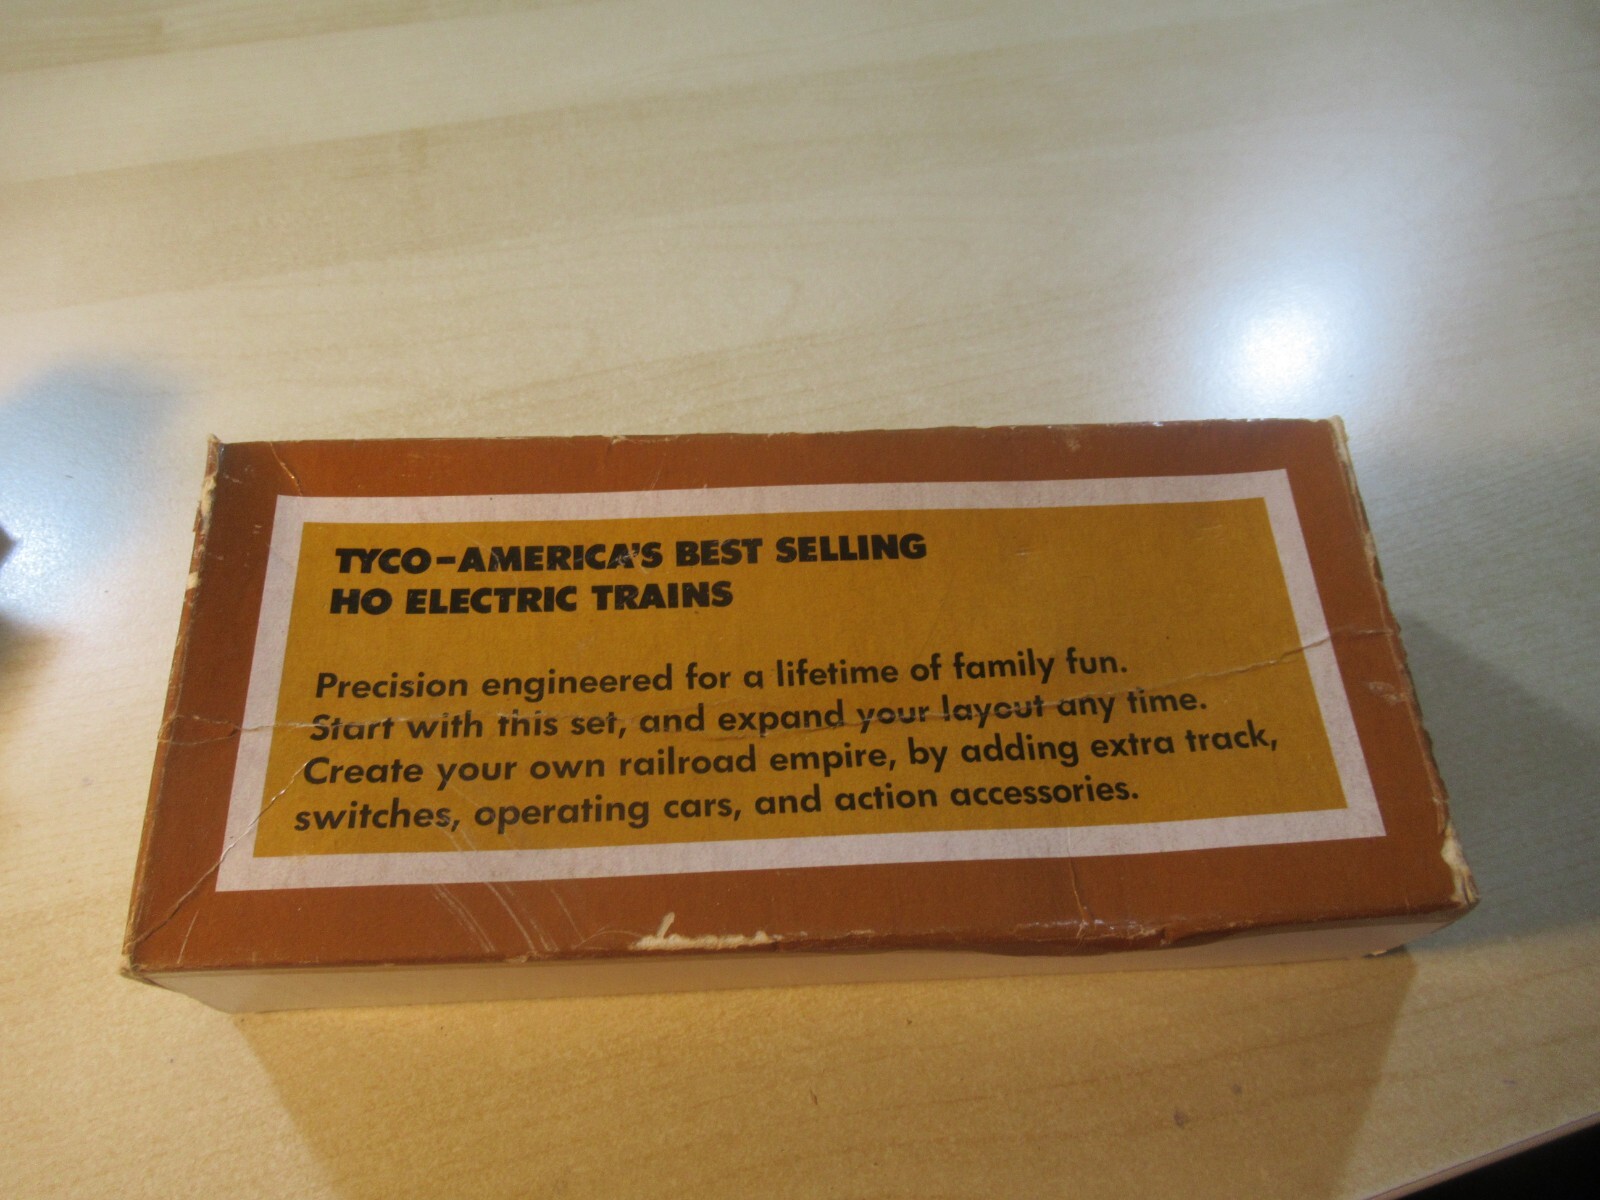 TYCO-AMERICA'S BEST SELLING
HO ELECTRIC TRAINS
Precision engineered for a lifetime of family fun.
Start with this set, and expand your layout any time.
Create your own railroad empire, by adding extra track,
switches, operating cars, and action accessories.